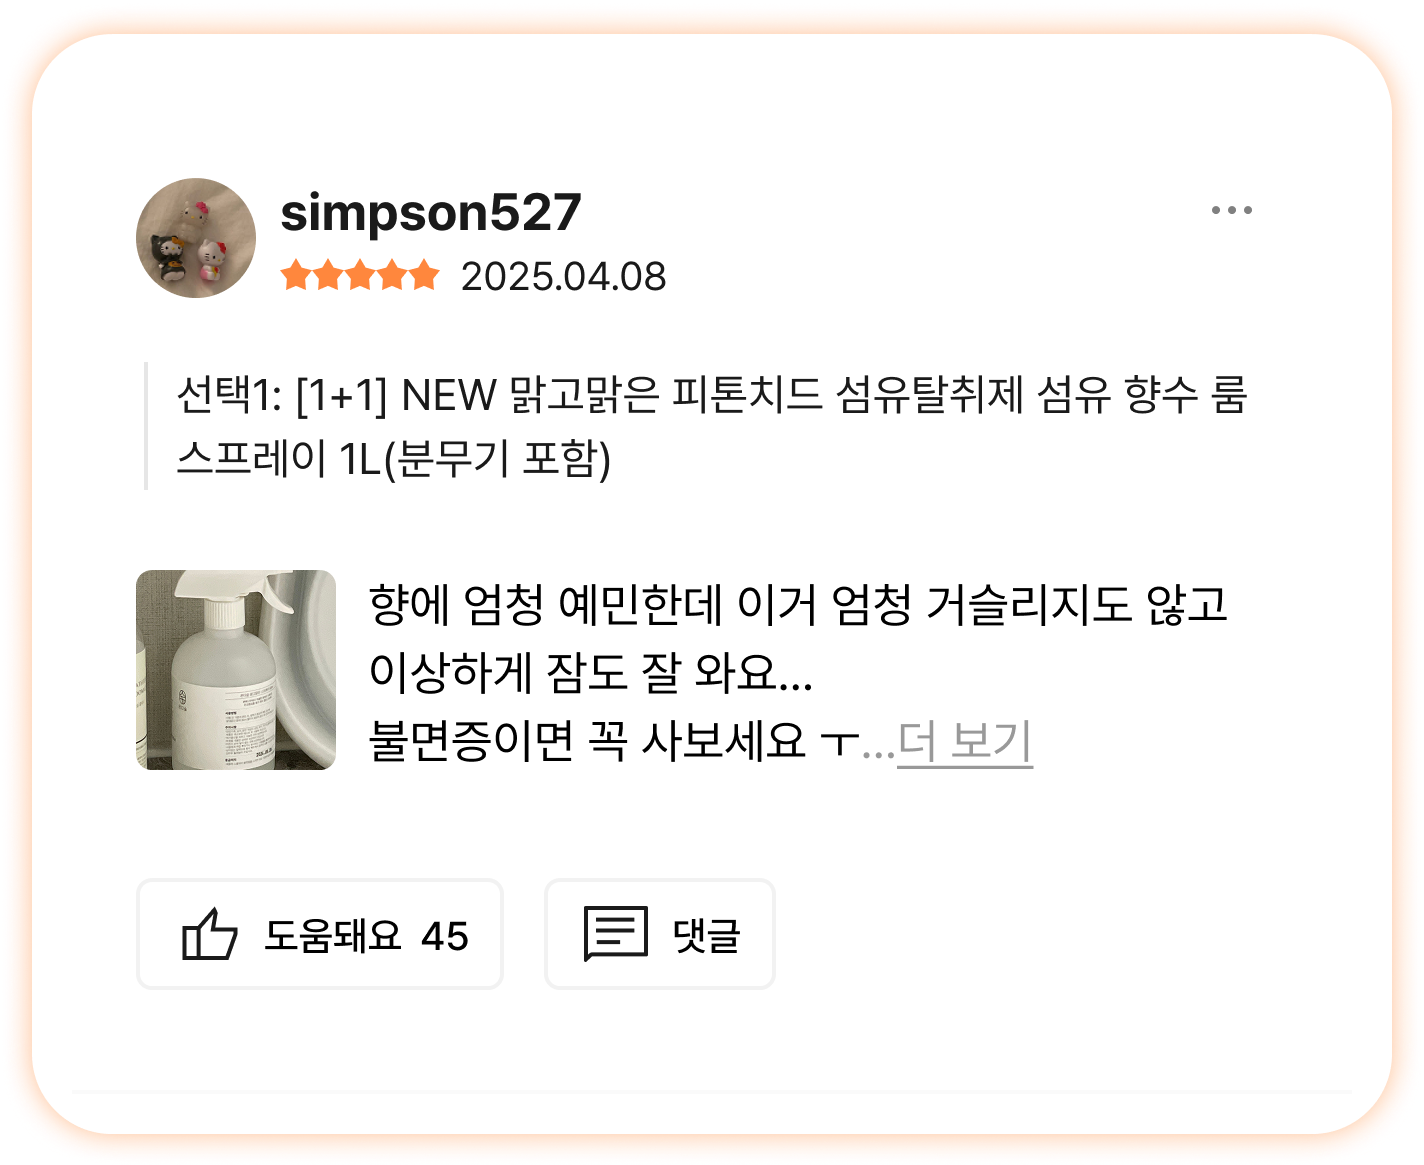 simpson527
2025.04.08
선택1: [1+1] NEW 맑고맑은 피톤치드 섬유탈취제 섬유 향수 룸
스프레이 1L(분무기 포함)
향에 엄청 예민한데 이거 엄청 거슬리지도 않고
이상하게 잠도 잘 와요...
불면증이면 꼭 사보세요 ㅜ...더 보기
도움돼요 45
댓글